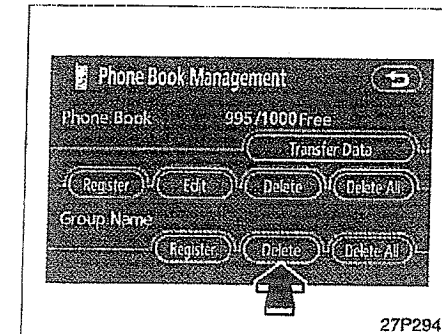 Phone Book Management
Phone Book 995/1000 Free
Transfer Data
Register Edit Delete Delete All
Group Name
Register Delete Delete All
27P294